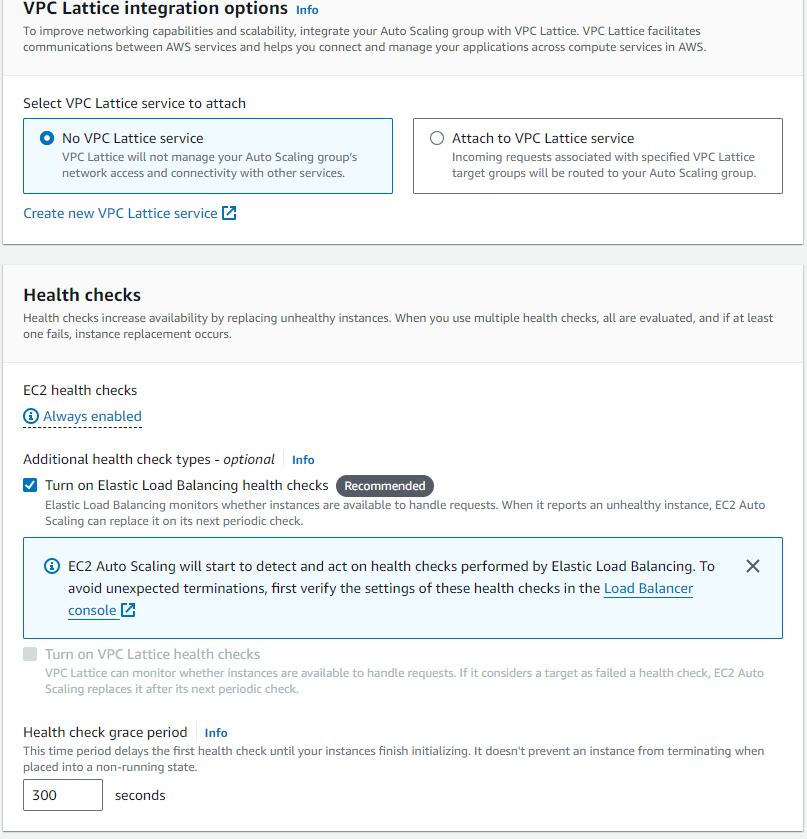 VPC Lattice integration options Info
To improve networking capabilities and scalability, integrate your Auto Scaling group with VPC Lattice. VPC Lattice facilitates
communications between AWS services and helps you connect and manage your applications across compute services in AWS.
Select VPC Lattice service to attach
No VPC Lattice service
VPC Lattice will not manage your Auto Scaling group's
network access and connectivity with other services.
Attach to VPC Lattice service
Incoming requests associated with specified VPC Lattice
target groups will be routed to your Auto Scaling group.
Create new VPC Lattice service
Health checks
Health checks increase availability by replacing unhealthy instances. When you use multiple health checks, all are evaluated, and if at least
one fails, instance replacement occurs.
EC2 health checks
Always enabled
Additional health check types - optional Info
Turn on Elastic Load Balancing health checks Recommended
Elastic Load Balancing monitors whether instances are available to handle requests. When it reports an unhealthy instance, EC2 Auto
Scaling can replace it on its next periodic check.
EC2 Auto Scaling will start to detect and act on health checks performed by Elastic Load Balancing. To
avoid unexpected terminations, first verify the settings of these health checks in the Load Balancer
console
Turn on VPC Lattice health checks
VPC Lattice can monitor whether instances are available to handle requests. If it considers a target as failed a health check, EC2 Auto
Scaling replaces it after its next periodic check.
Health check grace period Info
This time period delays the first health check until your instances finish initializing. It doesn't prevent an instance from terminating when
placed into a non-running state.
300 seconds